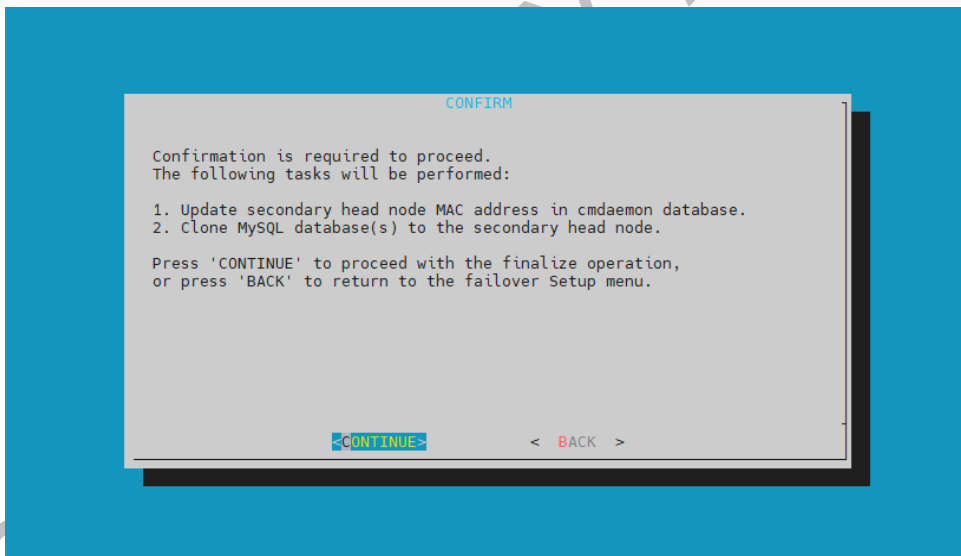 CONFIRM
Confirmation is required to proceed.
The following tasks will be performed:
1. Update secondary head node MAC address in cmdaemon database.
2. Clone MySQL database(s) to the secondary head node.
Press 'CONTINUE' to proceed with the finalize operation,
or press 'BACK' to return to the failover Setup menu.
<CONTINUE> < BACK >